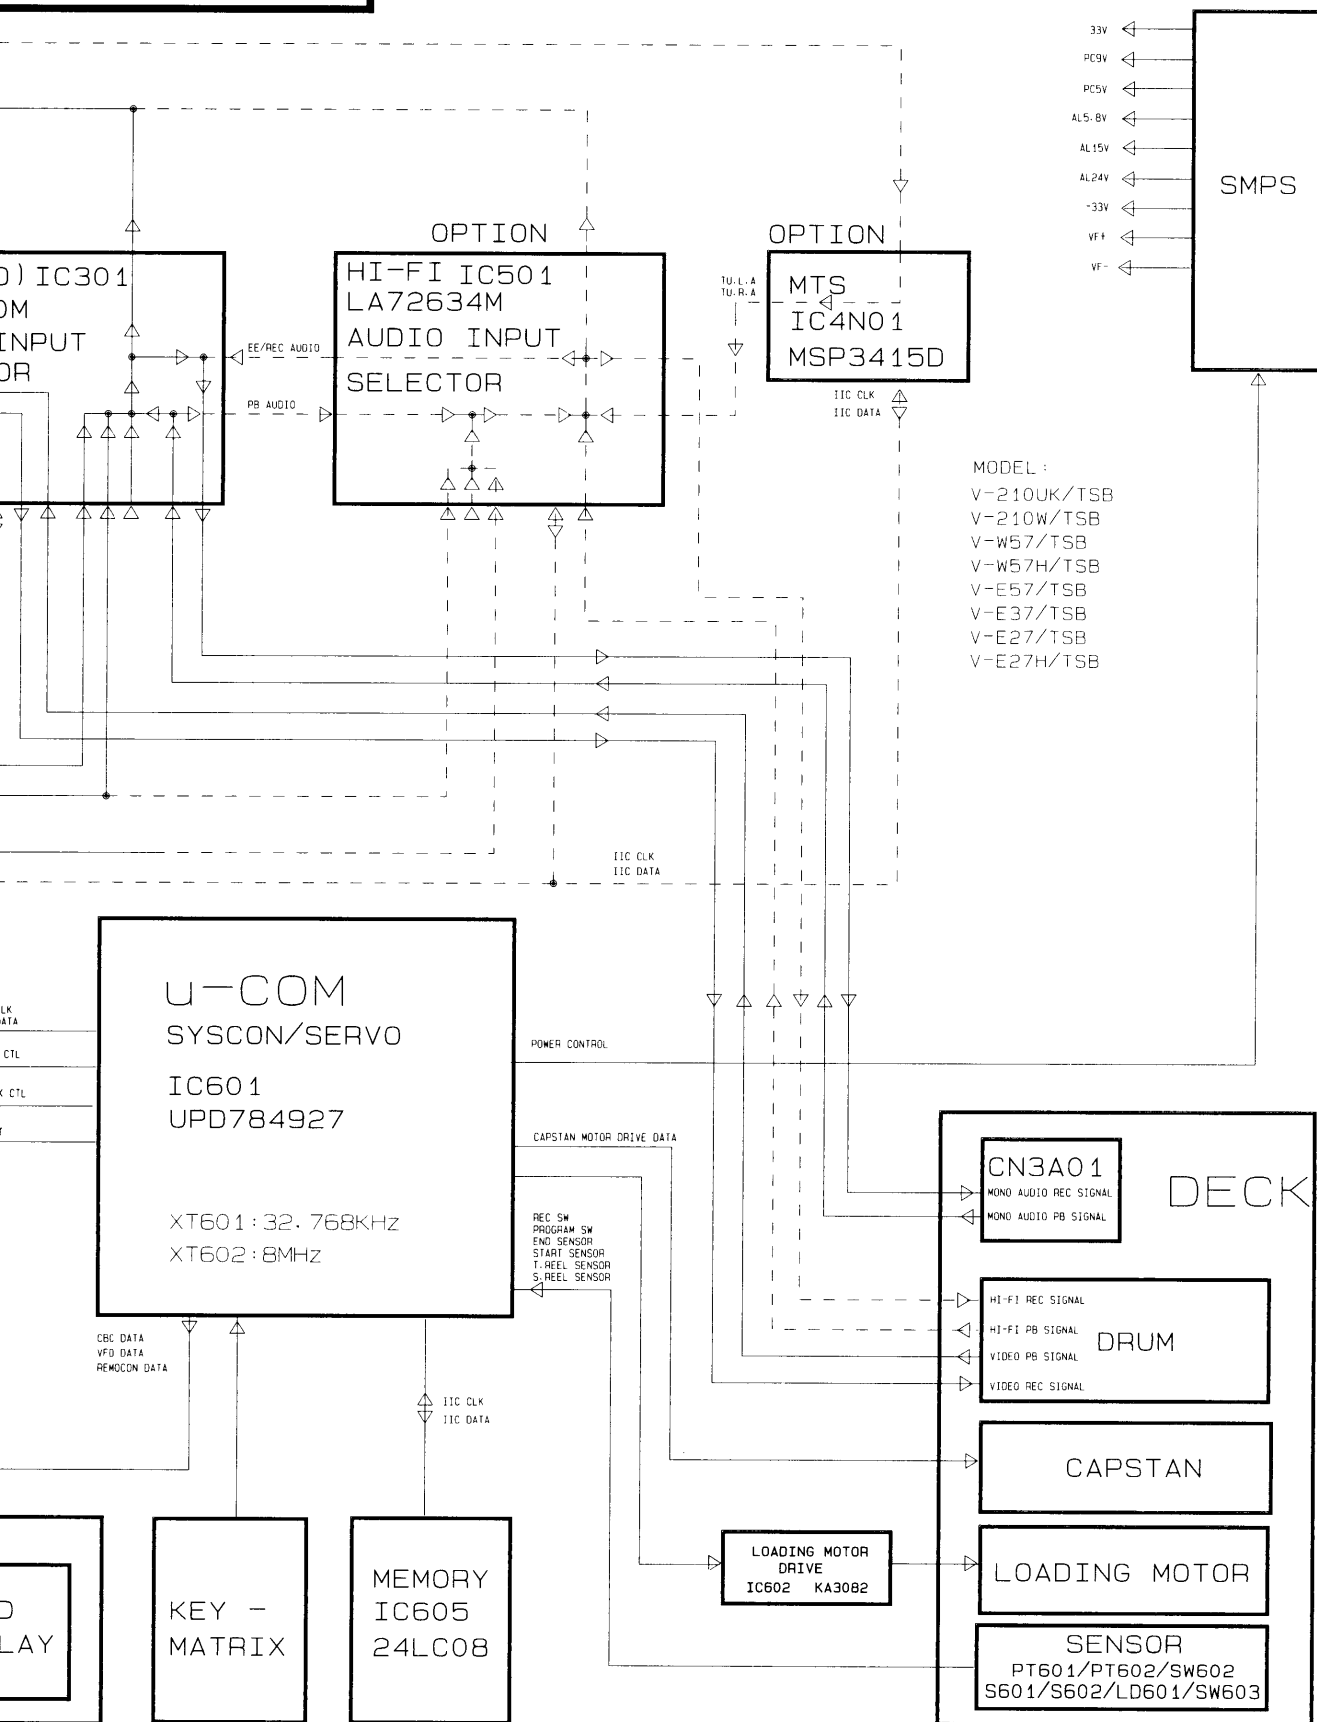 33V
PC9V
PC5V
AL5.8V
AL15V
AL24V
-33V
VF+
VF-
SMPS
OPTION
OPTION
D)IC301
OM
INPUT
OR
HI-FI IC501
LA72634M
AUDIO INPUT
SELECTOR
EE/REC AUDIO
PB AUDIO
TU.L.A
TU.R.A
MTS
IC4N01
MSP3415D
IIC CLK
IIC DATA
MODEL:
V-210UK/TSB
V-210W/TSB
V-W57/TSB
V-W57H/TSB
V-E57/TSB
V-E37/TSB
V-E27/TSB
V-E27H/TSB
IIC CLK
IIC DATA
u-COM
SYSCON/SERVO
IC601
UPD784927
XT601:32.768KHz
XT602:8MHz
LK
ATA
CTL
K CTL
T
POWER CONTROL
CAPSTAN MOTOR DRIVE DATA
REC SW
PROGRAM SW
END SENSOR
START SENSOR
T.REEL SENSOR
S.REEL SENSOR
CBC DATA
VFD DATA
REMOCON DATA
IIC CLK
IIC DATA
DECK
CN3A01
MONO AUDIO REC SIGNAL
MONO AUDIO PB SIGNAL
HI-FI REC SIGNAL
HI-FI PB SIGNAL
DRUM
VIDEO PB SIGNAL
VIDEO REC SIGNAL
CAPSTAN
LOADING MOTOR
DRIVE
IC602 KA3082
LOADING MOTOR
SENSOR
PT601/PT602/SW602
S601/S602/LD601/SW603
D
LAY
KEY -
MATRIX
MEMORY
IC605
24LC08